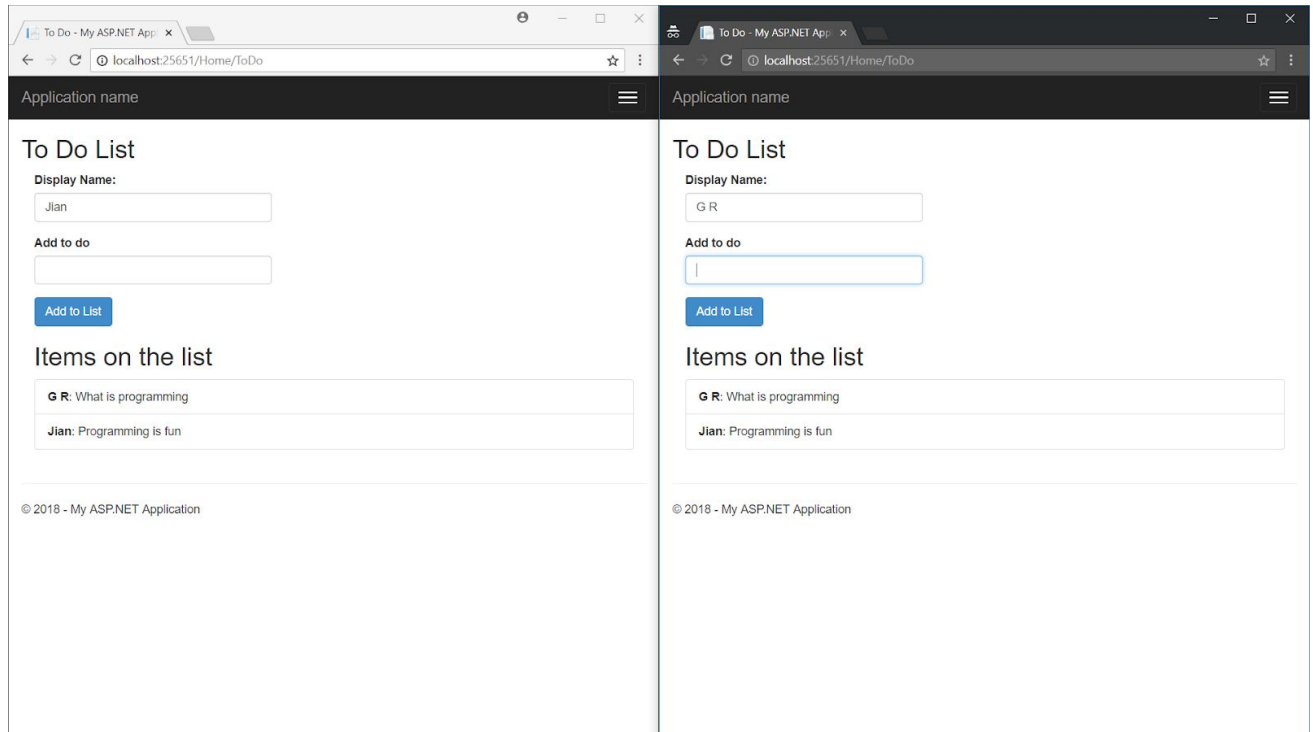 To Do - My ASP.NET App
localhost:25651/Home/ToDo
Application name
To Do List
Display Name:
Jian
Add to do
Add to List
Items on the list
G R: What is programming
Jian: Programming is fun
© 2018 - My ASP.NET Application
To Do - My ASP.NET App
localhost:25651/Home/ToDo
Application name
To Do List
Display Name:
G R
Add to do
Add to List
Items on the list
G R: What is programming
Jian: Programming is fun
© 2018 - My ASP.NET Application